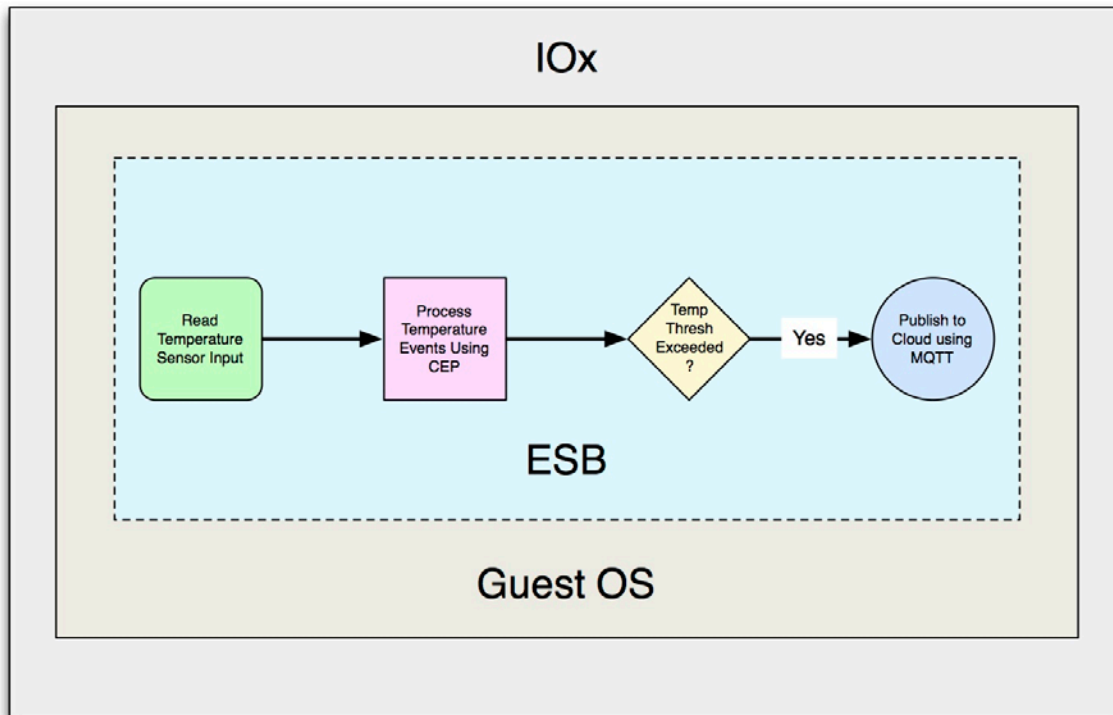 IOx
Read
Temperature
Sensor Input
Process
Temperature
Events Using
CEP
Temp
Thresh
Exceeded
?
Yes
Publish to
Cloud using
MQTT
ESB
Guest OS